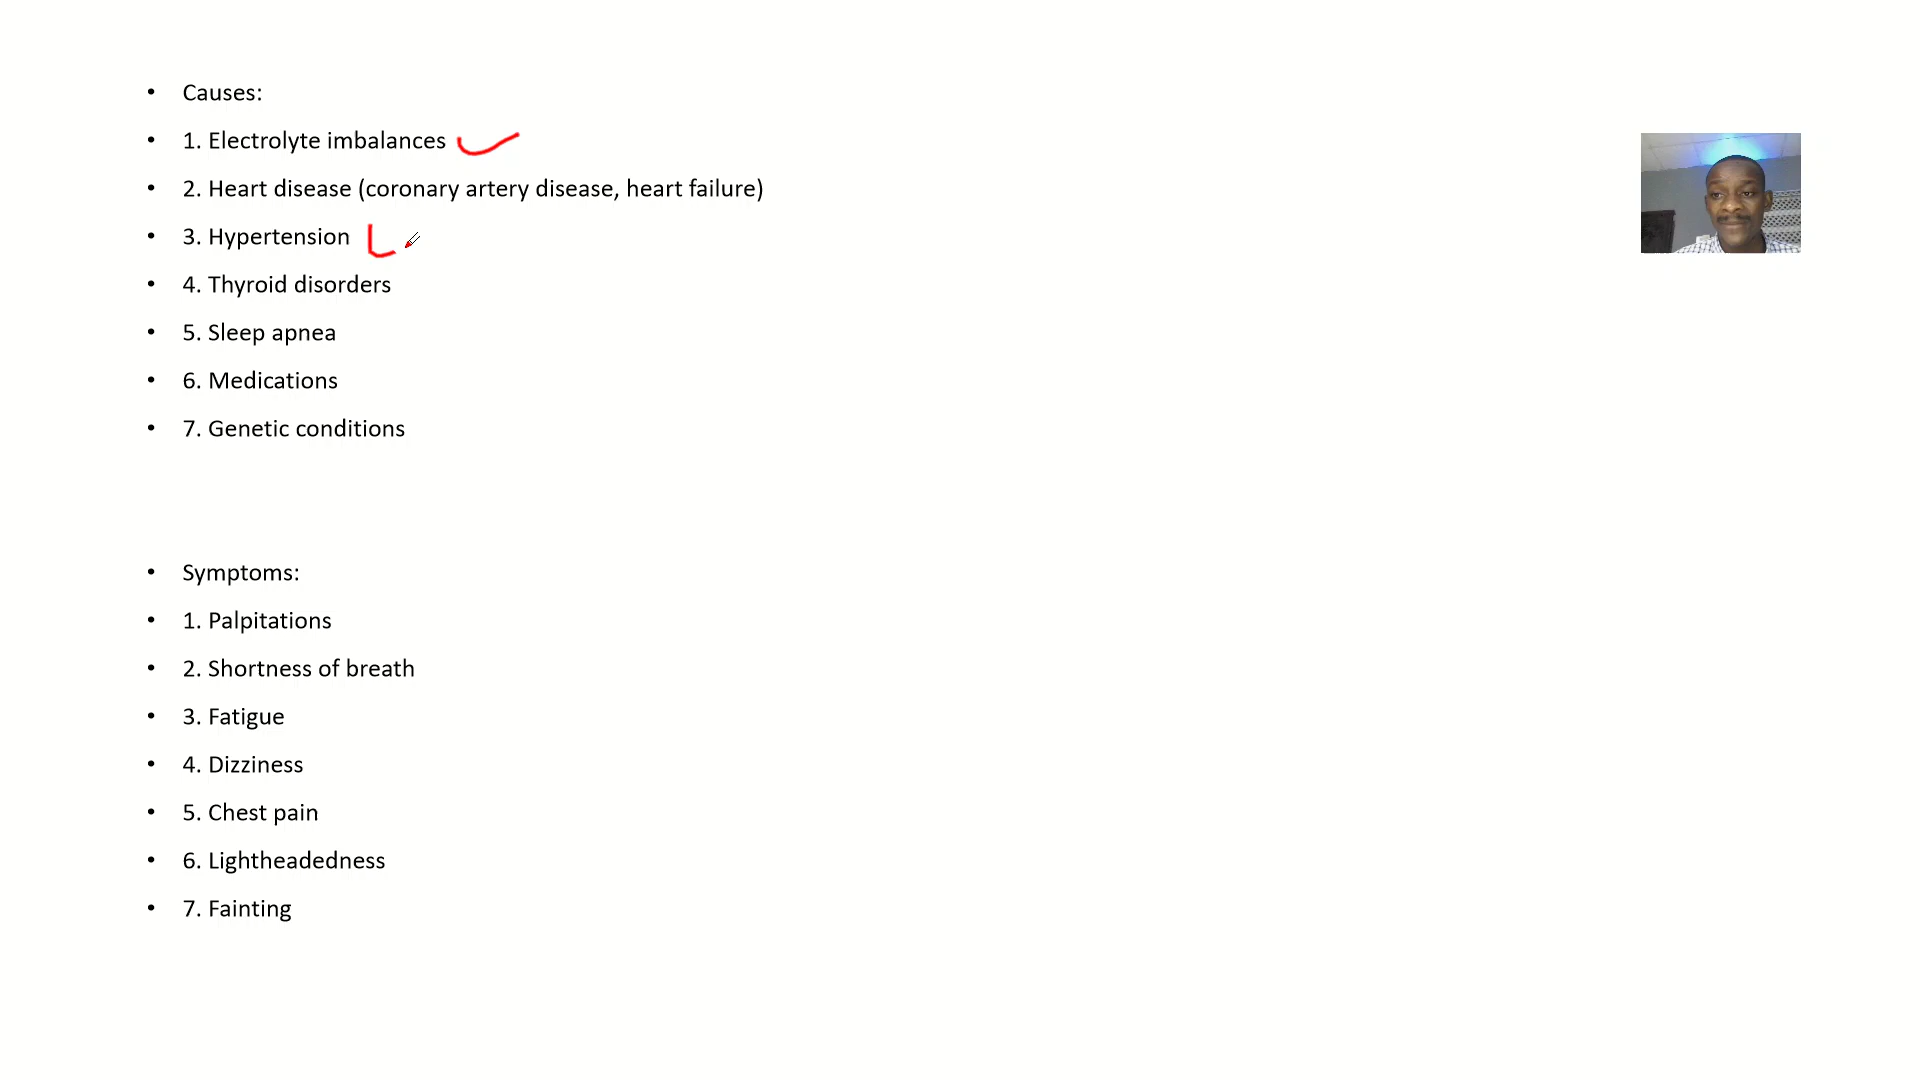 • Causes:
• 1. Electrolyte imbalances
• 2. Heart disease (coronary artery disease, heart failure)
• 3. Hypertension
• 4. Thyroid disorders
• 5. Sleep apnea
• 6. Medications
• 7. Genetic conditions
• Symptoms:
• 1. Palpitations
• 2. Shortness of breath
• 3. Fatigue
• 4. Dizziness
• 5. Chest pain
• 6. Lightheadedness
• 7. Fainting